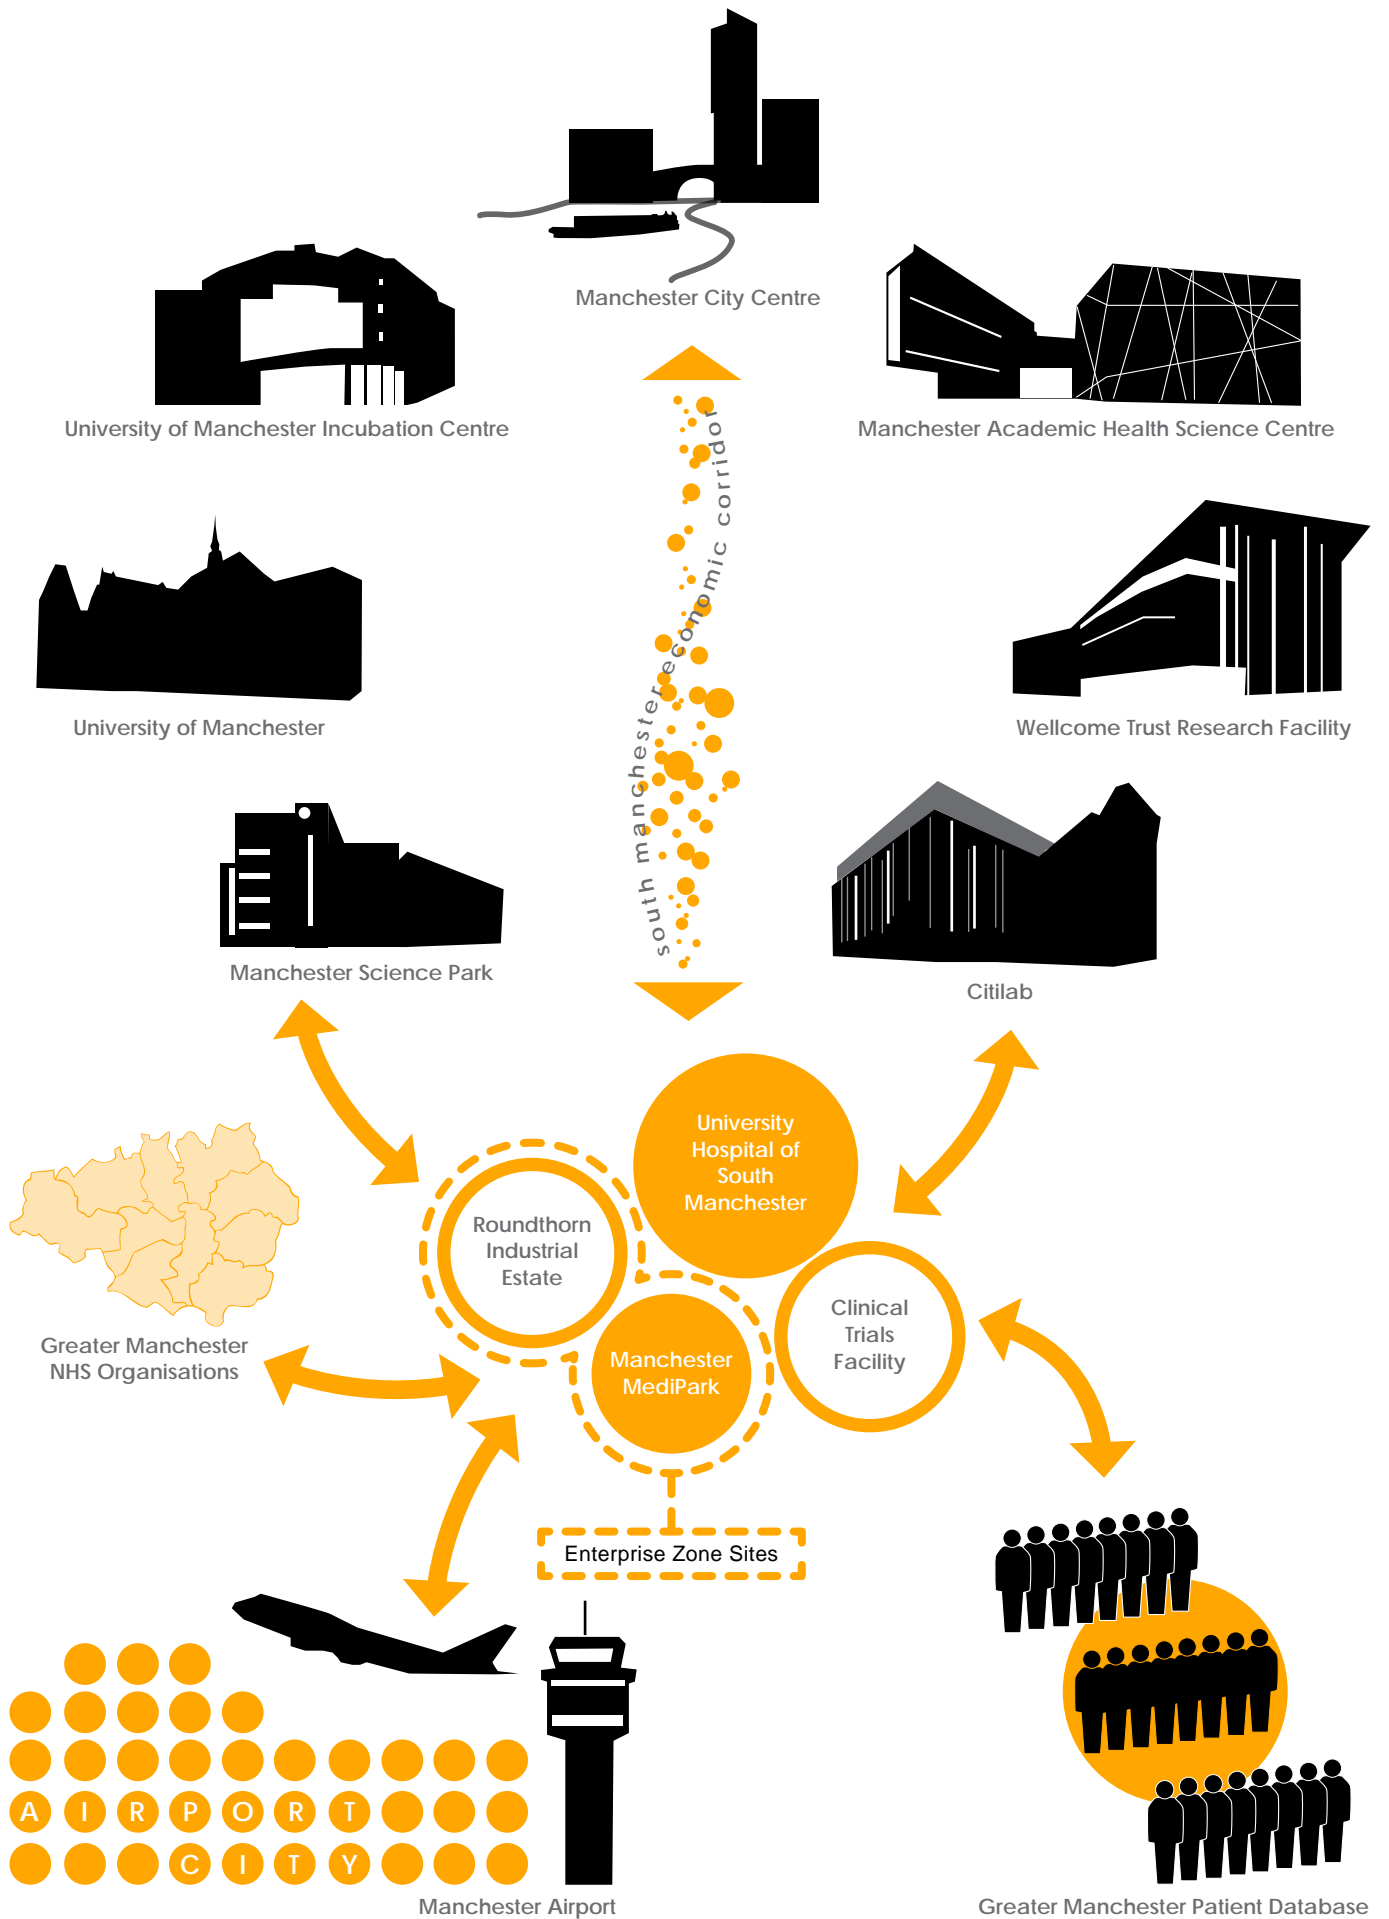 Manchester City Centre
University of Manchester Incubation Centre
Manchester Academic Health Science Centre
south manchester economic corridor
University of Manchester
Wellcome Trust Research Facility
Manchester Science Park
Citilab
University
Hospital of
South
Manchester
Roundthorn
Industrial
Estate
Clinical
Trials
Facility
Greater Manchester
NHS Organisations
Manchester
MediPark
Enterprise Zone Sites
AIRPORT
CITY
Manchester Airport
Greater Manchester Patient Database